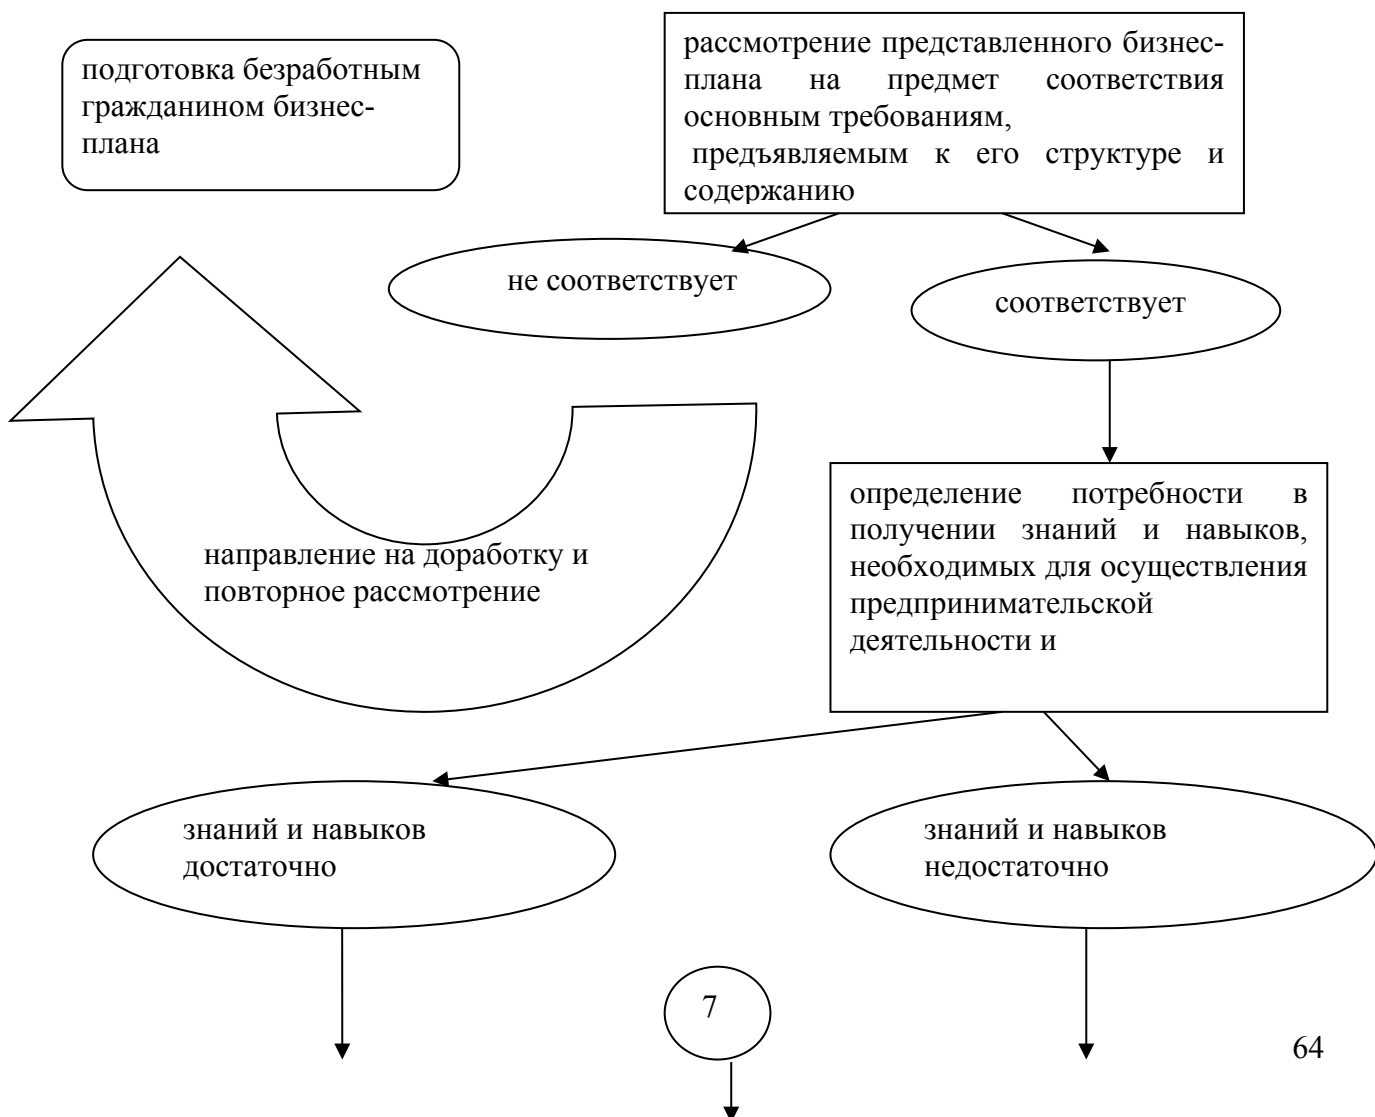 подготовка безработным
гражданином бизнес-
плана
рассмотрение представленного бизнес-
плана на предмет соответствия
основным требованиям,
предъявляемым к его структуре и
содержанию
не соответствует
соответствует
направление на доработку и
повторное рассмотрение
определение потребности в
получении знаний и навыков,
необходимых для осуществления
предпринимательской
деятельности и
знаний и навыков
достаточно
знаний и навыков
недостаточно
7
64